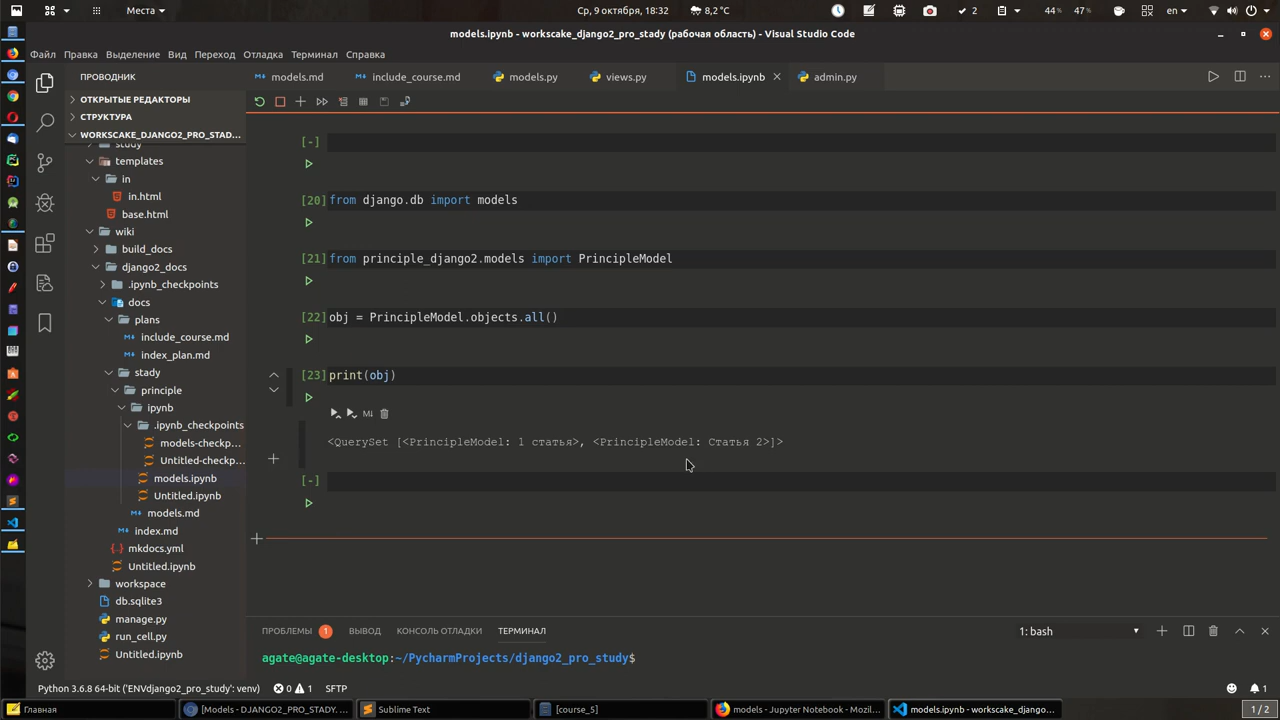 Места
Ср, 9 октября, 18:32
8,2 °C
2
44%
47%
en
models.ipynb - workscake_django2_pro_stady (рабочая область) - Visual Studio Code
Файл Правка Выделение Вид Переход Отладка Терминал Справка
ПРОВОДНИК
models.md
include_course.md
models.py
views.py
models.ipynb
admin.py
ОТКРЫТЫЕ РЕДАКТОРЫ
СТРУКТУРА
WORKSCAKE_DJANGO2_PRO_STAD...
study
templates
in
in.html
base.html
wiki
build_docs
django2_docs
.ipynb_checkpoints
docs
plans
include_course.md
index_plan.md
stady
principle
ipynb
.ipynb_checkpoints
models-checkp...
Untitled-checkp...
models.ipynb
Untitled.ipynb
models.md
index.md
mkdocs.yml
Untitled.ipynb
workspace
db.sqlite3
manage.py
run_cell.py
Untitled.ipynb
[-]
[20] from django.db import models
[21] from principle_django2.models import PrincipleModel
[22] obj = PrincipleModel.objects.all()
[23] print(obj)
M↓
<QuerySet [<PrincipleModel: 1 статья>, <PrincipleModel: Статья 2>]>
[-]
ПРОБЛЕМЫ 1 ВЫВОД КОНСОЛЬ ОТЛАДКИ ТЕРМИНАЛ
1: bash
agate@agate-desktop:~/PycharmProjects/django2_pro_study$
Python 3.6.8 64-bit ('ENVdjango2_pro_study': venv) 0 1 SFTP 1
Главная
[Models - DJANGO2_PRO_STADY....
Sublime Text
[course_5]
models - Jupyter Notebook - Mozill...
models.ipynb - workscake_django...
1 / 2